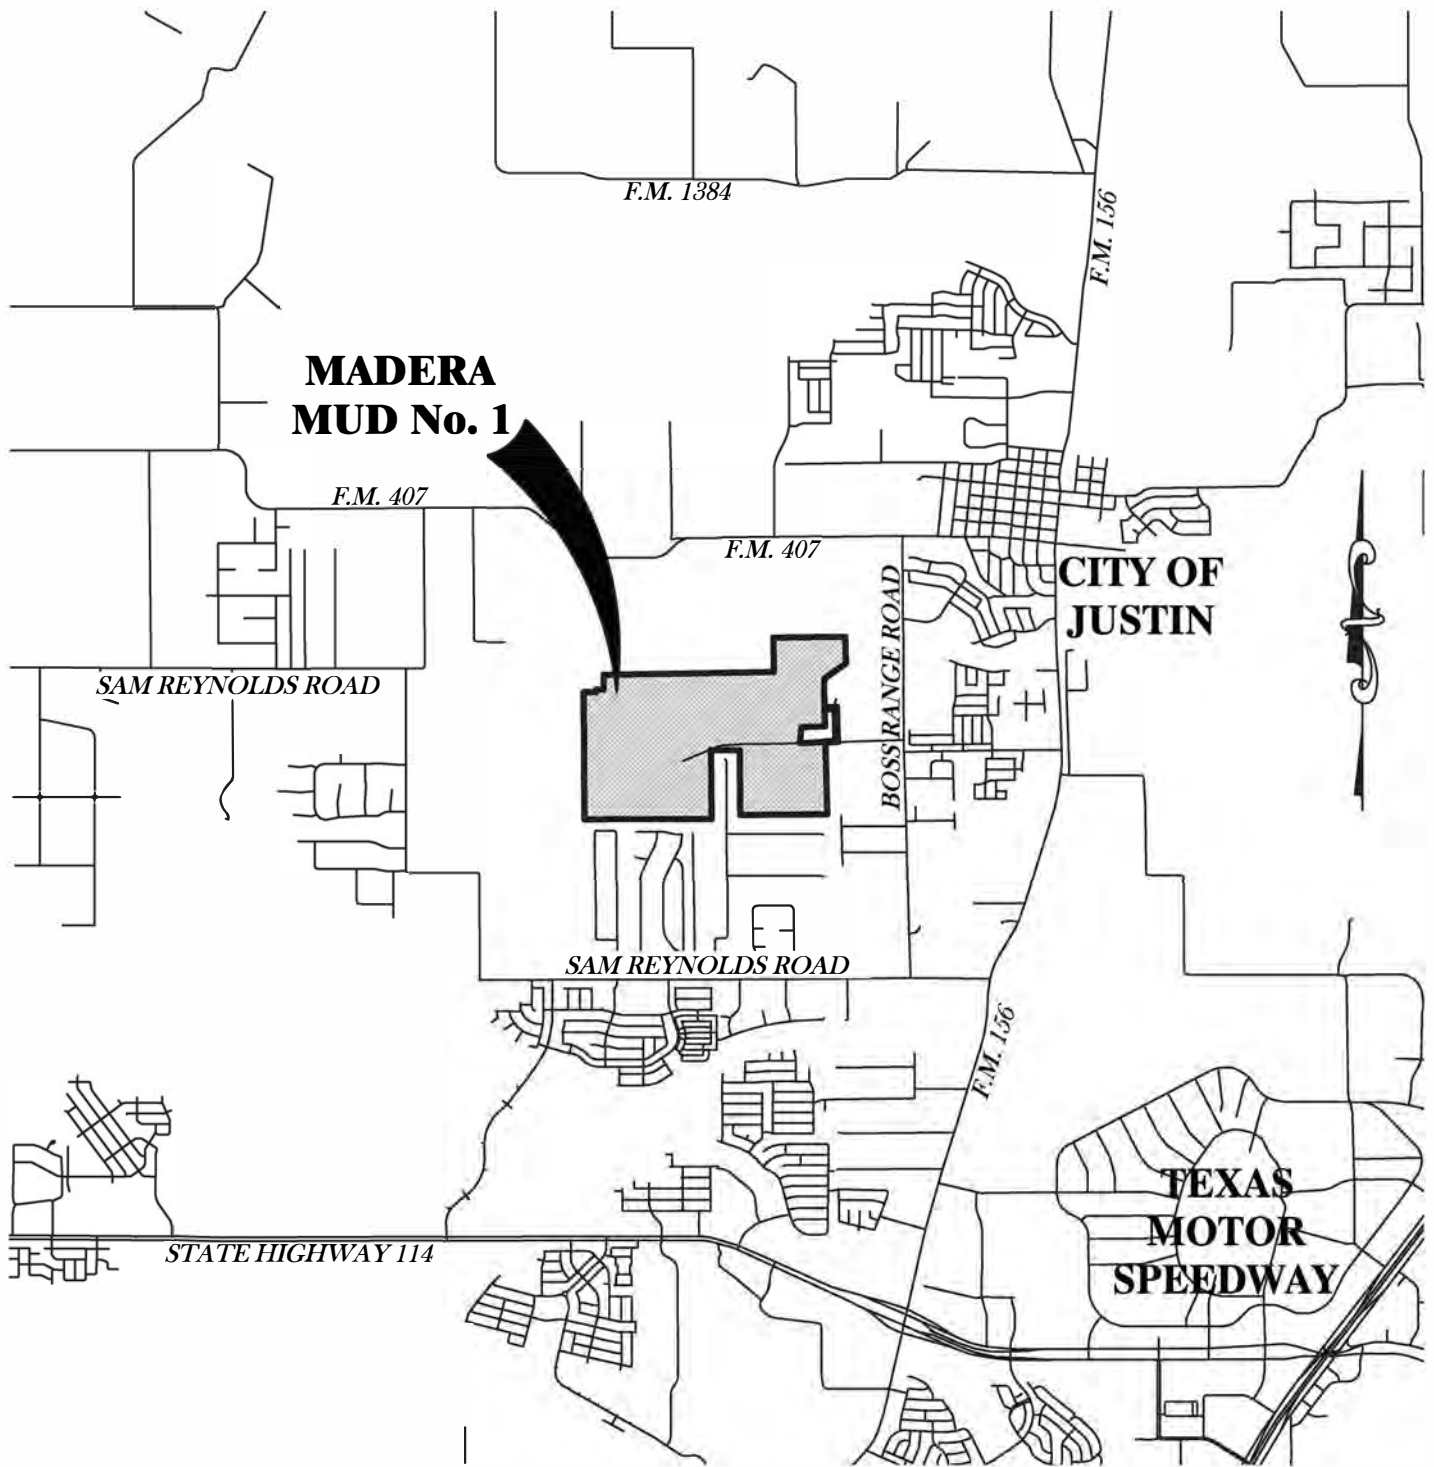 F.M. 1384
F.M. 156
MADERA
MUD No. 1
F.M. 407
F.M. 407
CITY OF
JUSTIN
BOSS RANGE ROAD
SAM REYNOLDS ROAD
SAM REYNOLDS ROAD
F.M. 156
TEXAS
MOTOR
SPEEDWAY
STATE HIGHWAY 114